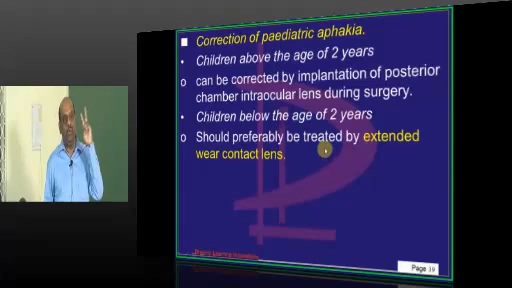 Correction of paediatric aphakia.
Children above the age of 2 years
can be corrected by implantation of posterior
chamber intraocular lens during surgery.
Children below the age of 2 years
Should preferably be treated by extended
wear contact lens.
Page 19